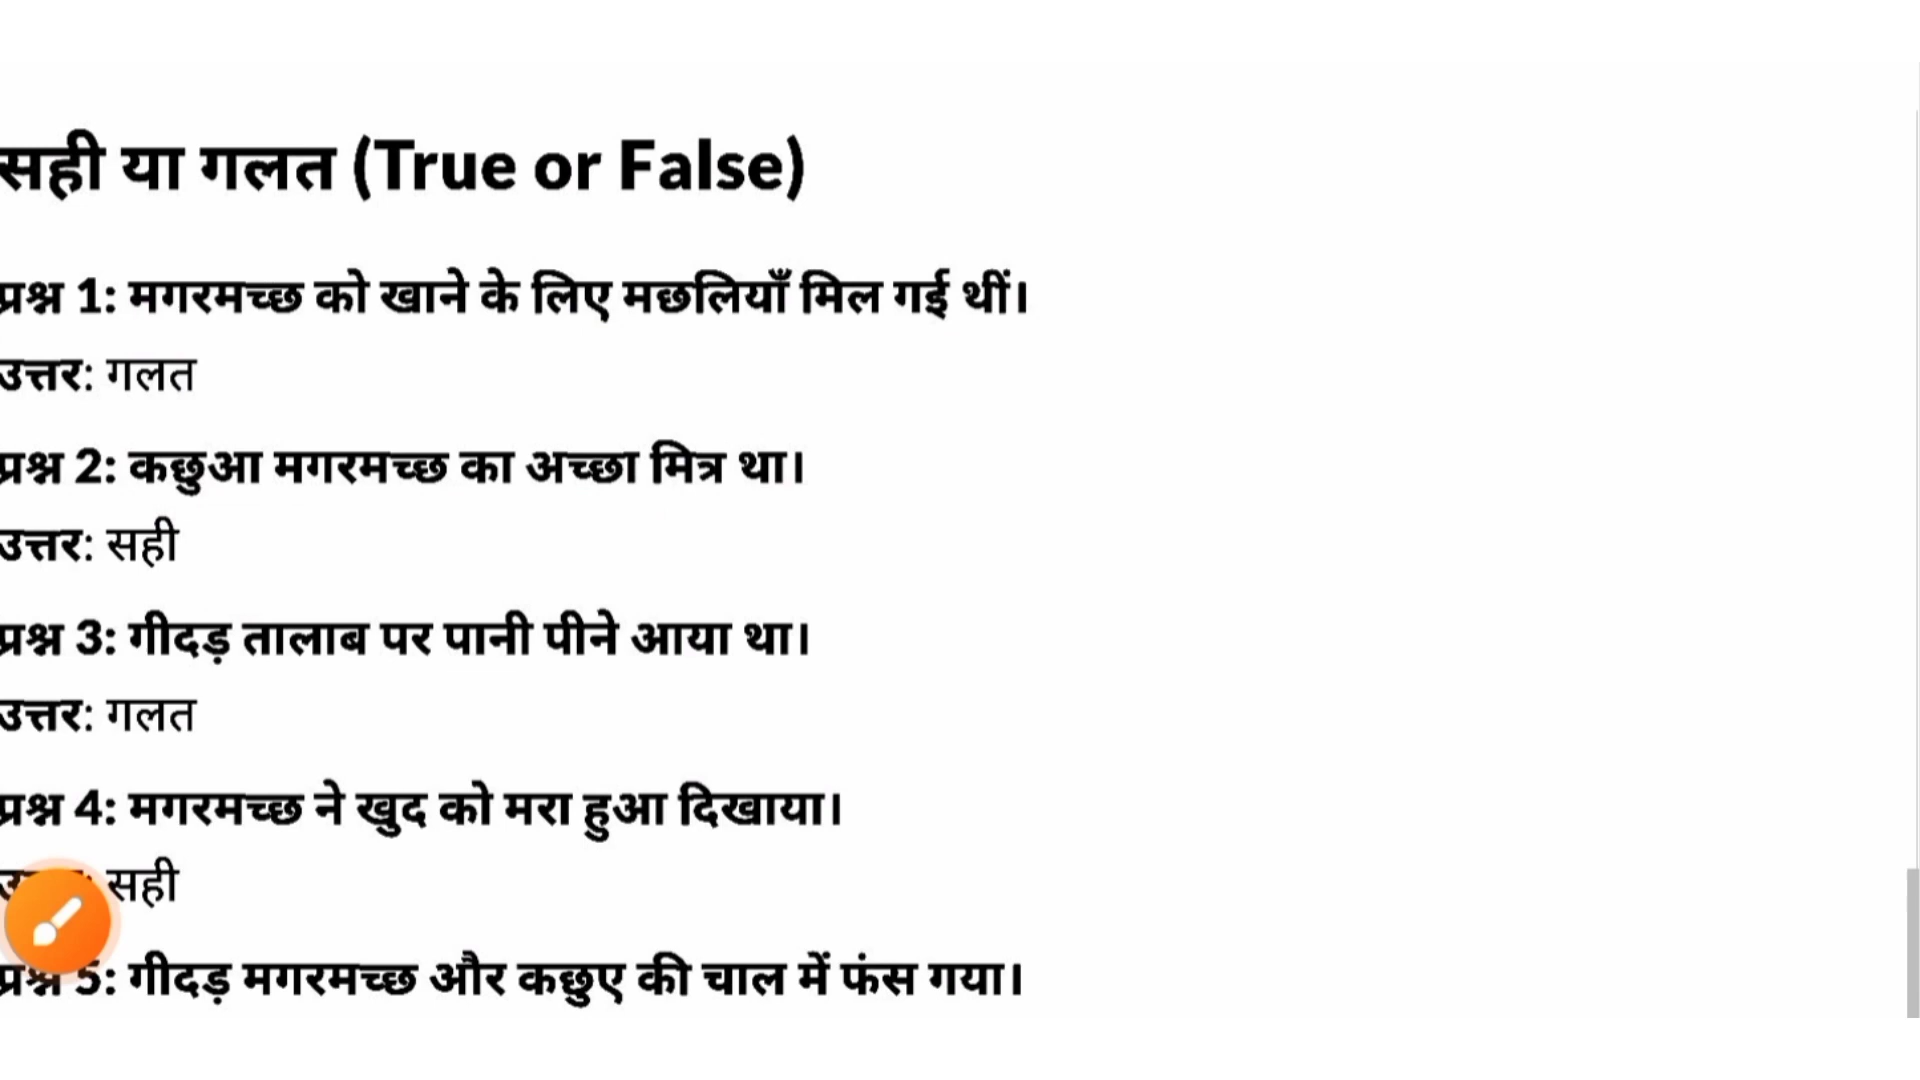 सही या गलत (True or False)
प्रश्न 1: मगरमच्छ को खाने के लिए मछलियाँ मिल गई थीं।
उत्तर: गलत
प्रश्न 2: कछुआ मगरमच्छ का अच्छा मित्र था।
उत्तर: सही
प्रश्न 3: गीदड़ तालाब पर पानी पीने आया था।
उत्तर: गलत
प्रश्न 4: मगरमच्छ ने खुद को मरा हुआ दिखाया।
सही
प्रश्न 5: गीदड़ मगरमच्छ और कछुए की चाल में फंस गया।